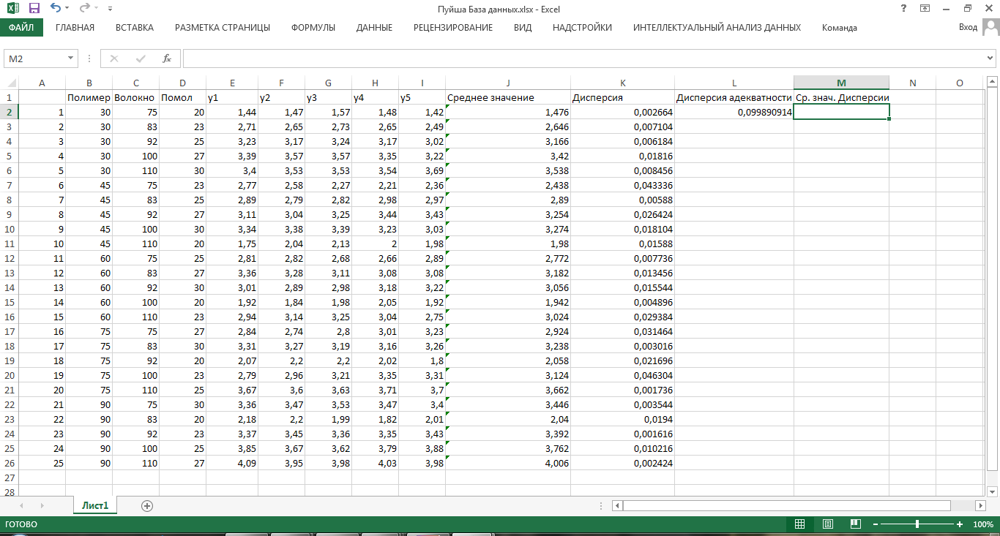 Пуйша База данных.xlsx - Excel
ФАЙЛ ГЛАВНАЯ ВСТАВКА РАЗМЕТКА СТРАНИЦЫ ФОРМУЛЫ ДАННЫЕ РЕЦЕНЗИРОВАНИЕ ВИД НАДСТРОЙКИ ИНТЕЛЛЕКТУАЛЬНЫЙ АНАЛИЗ ДАННЫХ Команда Вход
M2 fx
A B C D E F G H I J K L M N O
1 Полимер Волокно Помол y1 y2 y3 y4 y5 Среднее значение Дисперсия Дисперсия адекватности Ср. знач. Дисперсии
2 1 30 75 20 1,44 1,47 1,57 1,48 1,42 1,476 0,002664 0,099890914
3 2 30 83 23 2,71 2,65 2,73 2,65 2,49 2,646 0,007104
4 3 30 92 25 3,23 3,17 3,24 3,17 3,02 3,166 0,006184
5 4 30 100 27 3,39 3,57 3,57 3,35 3,22 3,42 0,01816
6 5 30 110 30 3,4 3,53 3,53 3,54 3,69 3,538 0,008456
7 6 45 75 23 2,77 2,58 2,27 2,21 2,36 2,438 0,043336
8 7 45 83 25 2,89 2,79 2,82 2,98 2,97 2,89 0,00588
9 8 45 92 27 3,11 3,04 3,25 3,44 3,43 3,254 0,026424
10 9 45 100 30 3,34 3,38 3,39 3,23 3,03 3,274 0,018104
11 10 45 110 20 1,75 2,04 2,13 2 1,98 1,98 0,01588
12 11 60 75 25 2,81 2,82 2,68 2,66 2,89 2,772 0,007736
13 12 60 83 27 3,36 3,28 3,11 3,08 3,08 3,182 0,013456
14 13 60 92 30 3,01 2,89 2,98 3,18 3,22 3,056 0,015544
15 14 60 100 20 1,92 1,84 1,98 2,05 1,92 1,942 0,004896
16 15 60 110 23 2,94 3,14 3,25 3,04 2,75 3,024 0,029384
17 16 75 75 27 2,84 2,74 2,8 3,01 3,23 2,924 0,031464
18 17 75 83 30 3,31 3,27 3,19 3,16 3,26 3,238 0,003016
19 18 75 92 20 2,07 2,2 2,2 2,02 1,8 2,058 0,021696
20 19 75 100 23 2,79 2,96 3,21 3,35 3,31 3,124 0,046304
21 20 75 110 25 3,67 3,6 3,63 3,71 3,7 3,662 0,001736
22 21 90 75 30 3,36 3,47 3,53 3,47 3,4 3,446 0,003544
23 22 90 83 20 2,18 2,2 1,99 1,82 2,01 2,04 0,0194
24 23 90 92 23 3,37 3,45 3,36 3,35 3,43 3,392 0,001616
25 24 90 100 25 3,85 3,67 3,62 3,79 3,88 3,762 0,010216
26 25 90 110 27 4,09 3,95 3,98 4,03 3,98 4,006 0,002424
27
28
Лист1
ГОТОВО 100%